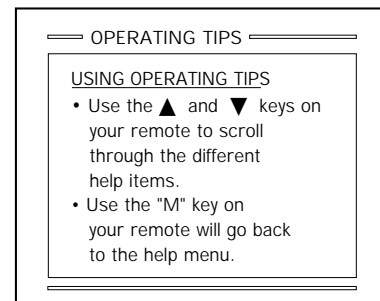 OPERATING TIPS
USING OPERATING TIPS
• Use the ▲ and ▼ keys on
your remote to scroll
through the different
help items.
• Use the "M" key on
your remote will go back
to the help menu.